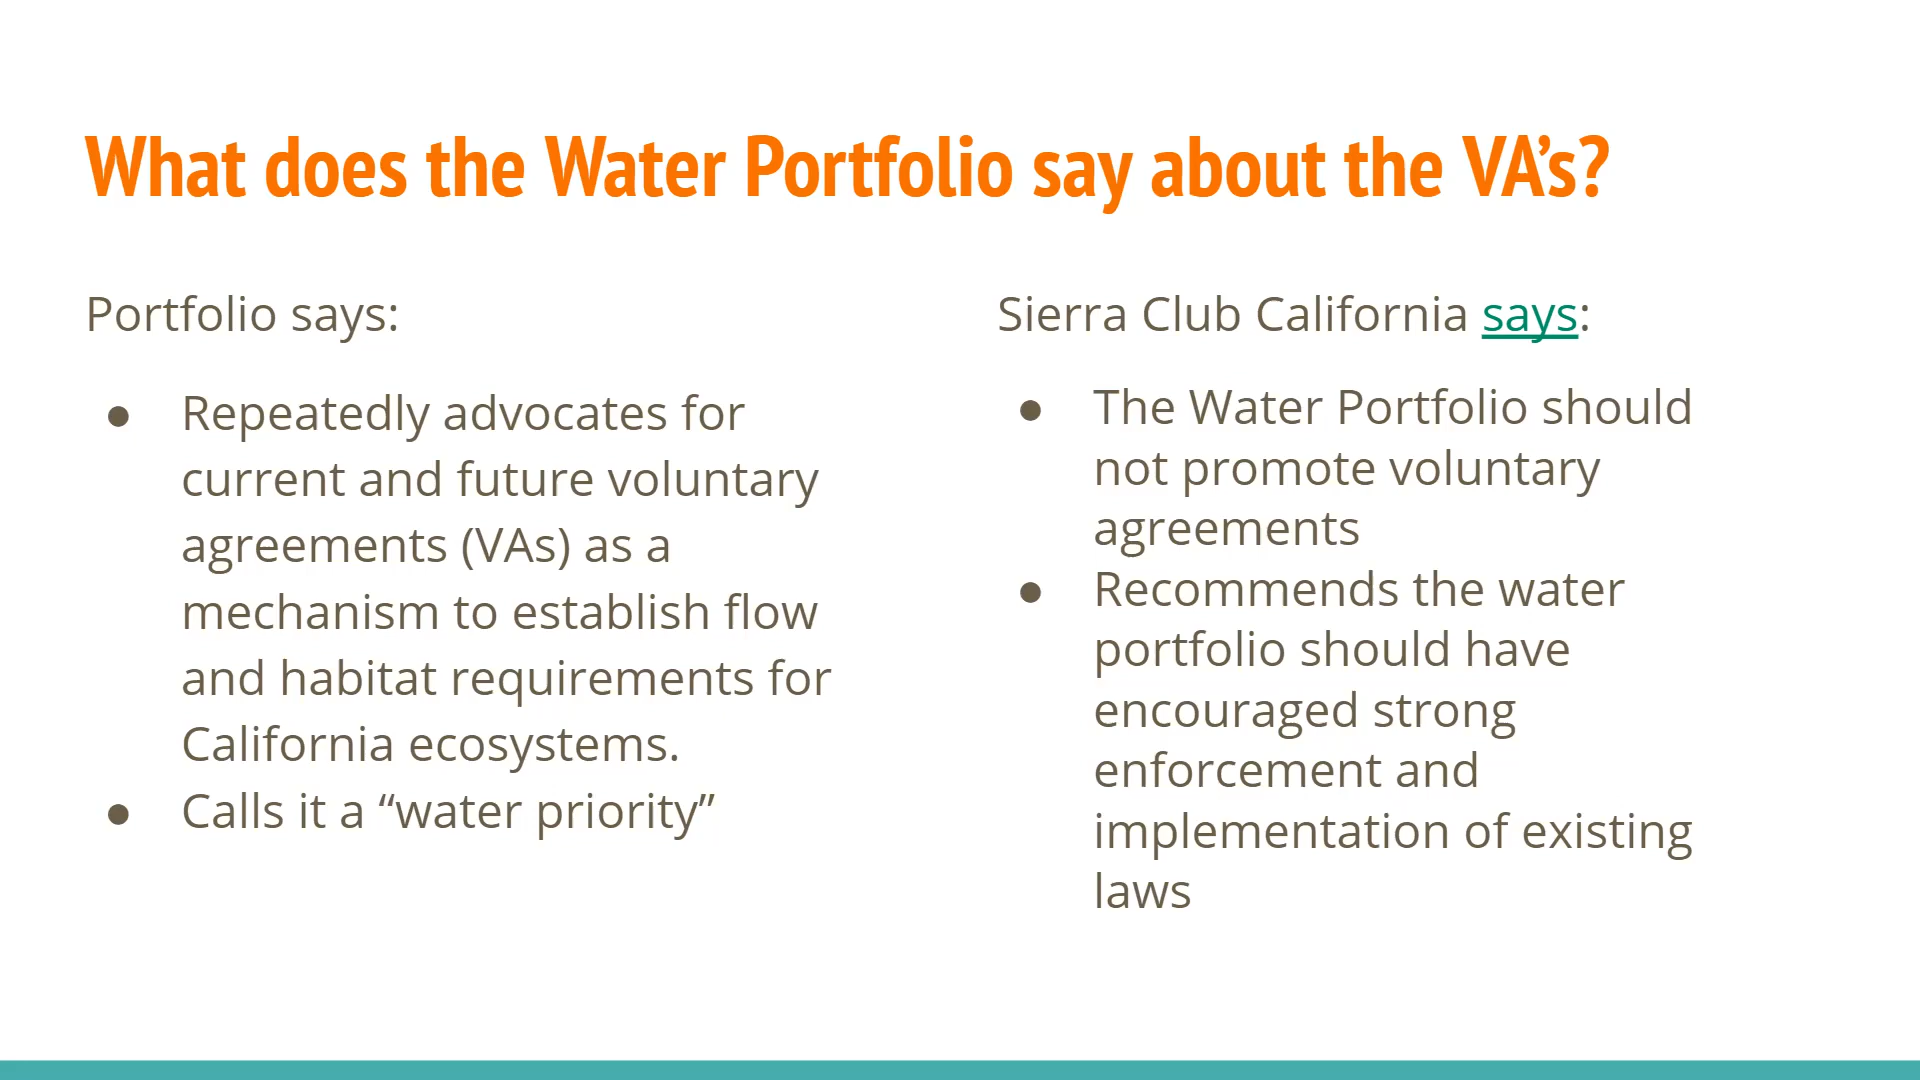 What does the Water Portfolio say about the VA’s?
Portfolio says:
● Repeatedly advocates for
current and future voluntary
agreements (VAs) as a
mechanism to establish flow
and habitat requirements for
California ecosystems.
● Calls it a “water priority”
Sierra Club California says:
● The Water Portfolio should
not promote voluntary
agreements
● Recommends the water
portfolio should have
encouraged strong
enforcement and
implementation of existing
laws